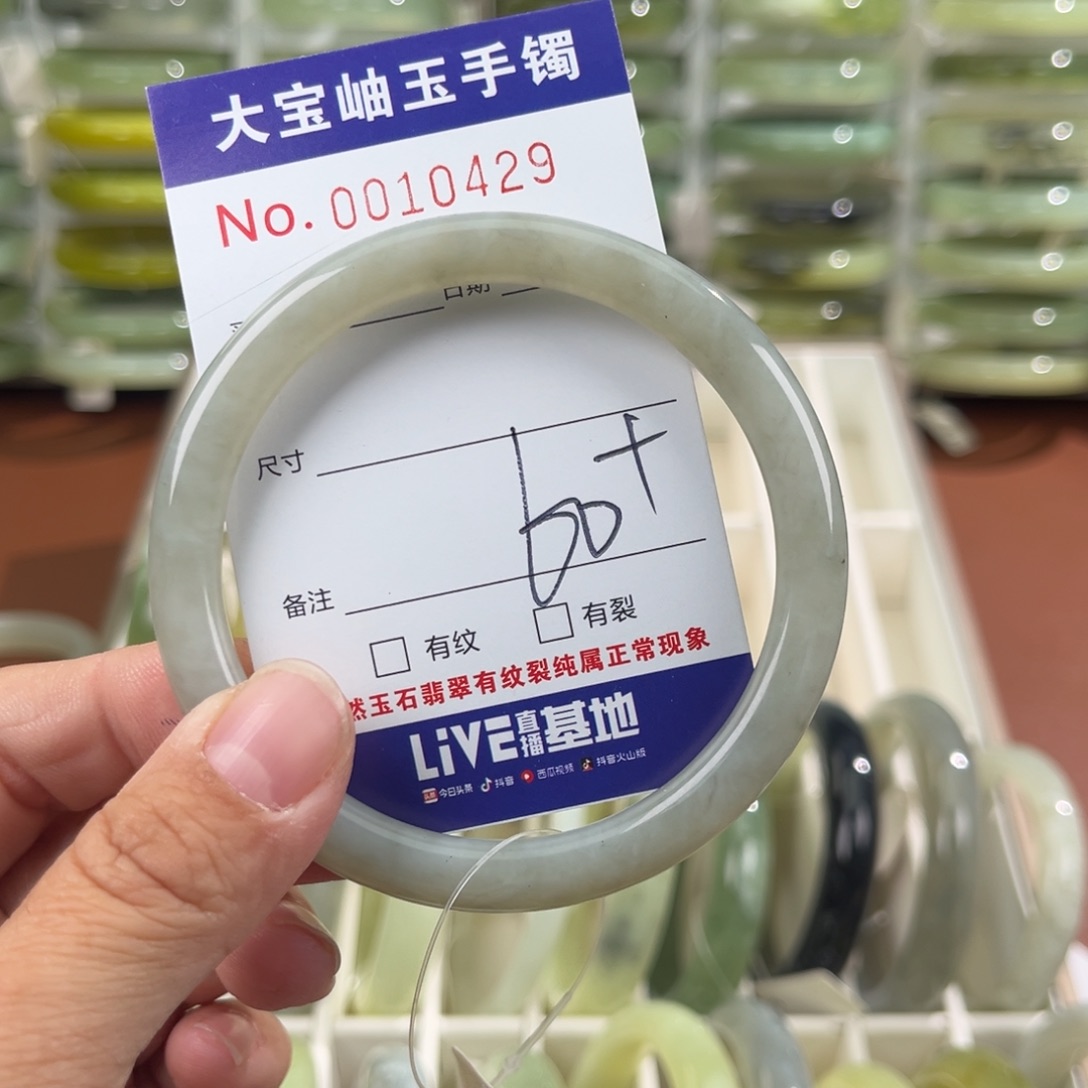 大宝岫玉手镯
No. 0010429
日期
尺寸
60+
备注
有纹 有裂
然玉石翡翠有纹裂纯属正常现象
LiVE直播基地
今日头条 抖音 西瓜视频 抖音火山版